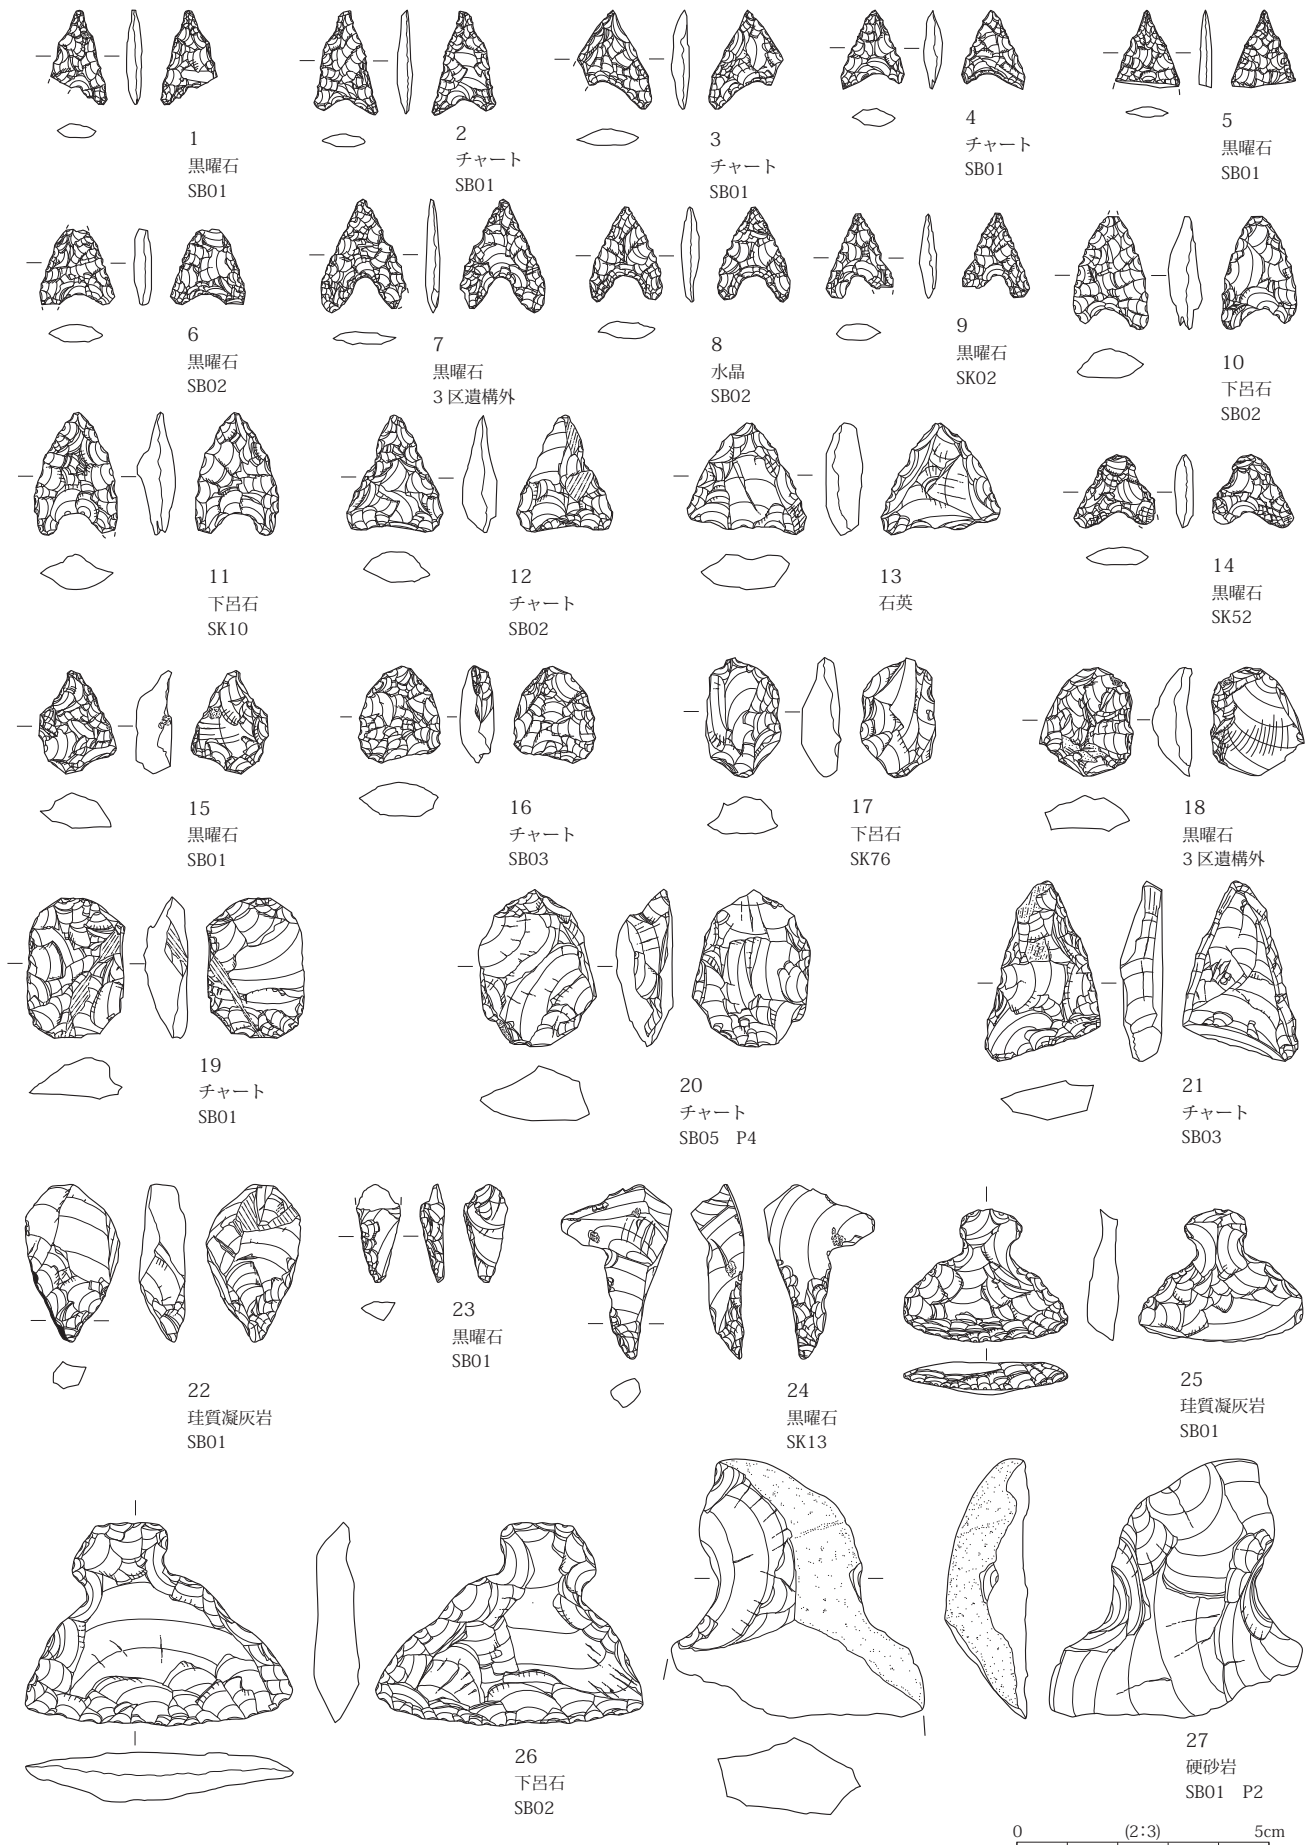 1
黒曜石
SB01
2
チャート
SB01
3
チャート
SB01
4
チャート
SB01
5
黒曜石
SB01
6
黒曜石
SB02
7
黒曜石
3区遺構外
8
水晶
SB02
9
黒曜石
SK02
10
下呂石
SB02
11
下呂石
SK10
12
チャート
SB02
13
石英
14
黒曜石
SK52
15
黒曜石
SB01
16
チャート
SB03
17
下呂石
SK76
18
黒曜石
3区遺構外
19
チャート
SB01
20
チャート
SB05 P4
21
チャート
SB03
22
珪質凝灰岩
SB01
23
黒曜石
SB01
24
黒曜石
SK13
25
珪質凝灰岩
SB01
26
下呂石
SB02
27
硬砂岩
SB01 P2
0 (2:3) 5cm